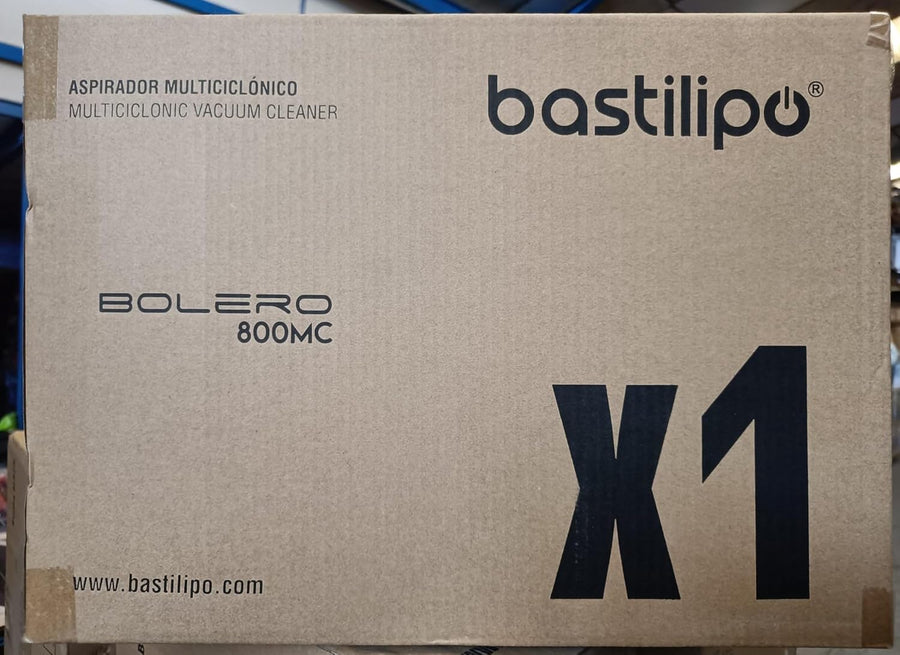 ASPIRADOR MULTICICLÓNICO
MULTICICLONIC VACUUM CLEANER
bastilipo®
BOLERO
800MC
x1
www.bastilipo.com